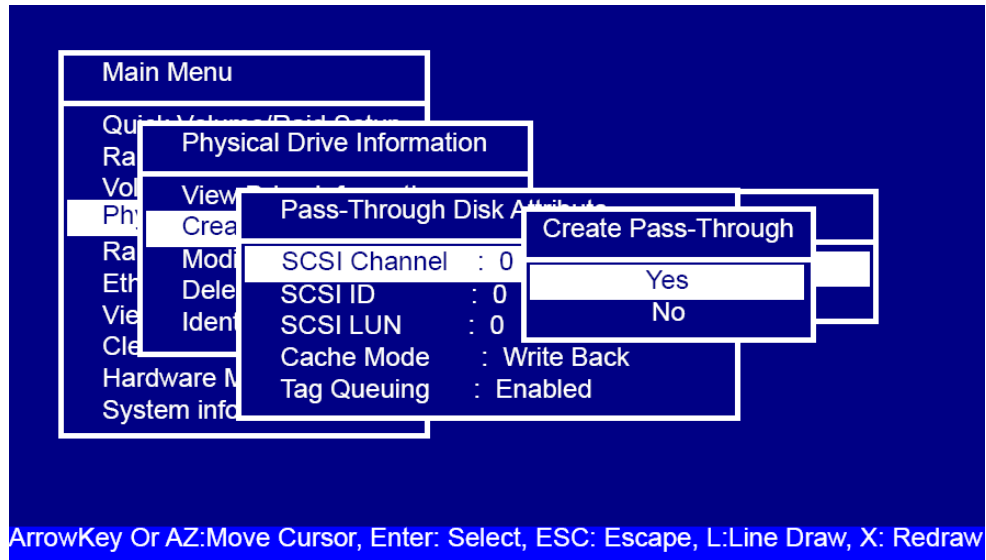 Main Menu
Physical Drive Information
View
Pass-Through Disk
Create Pass-Through
Yes
No
SCSI Channel : 0
SCSI ID : 0
SCSI LUN : 0
Cache Mode : Write Back
Tag Queuing : Enabled
Hardware
System info
ArrowKey Or AZ:Move Cursor, Enter: Select, ESC: Escape, L:Line Draw, X: Redraw